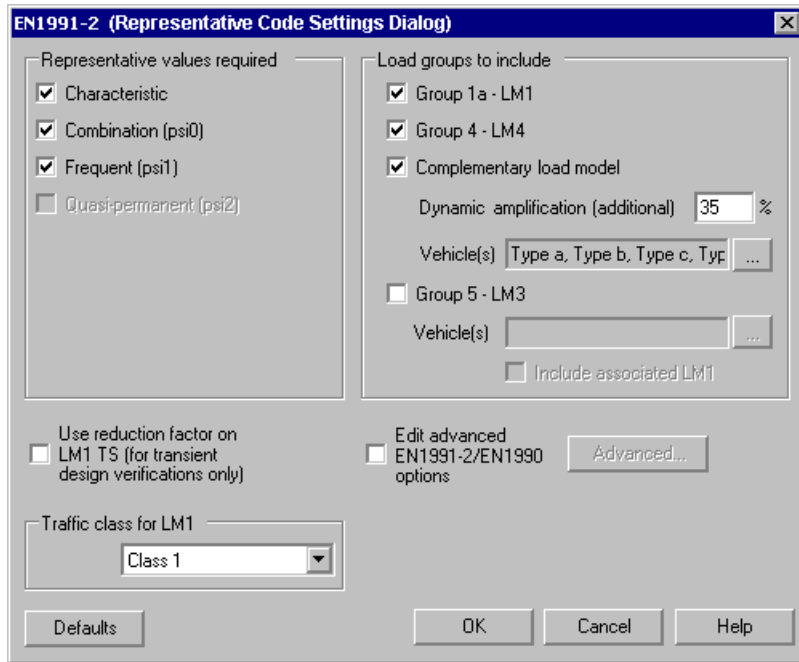 EN1991-2 (Representative Code Settings Dialog)
Representative values required
Characteristic
Combination (psi0)
Frequent (psi1)
Quasi-permanent (psi2)
Load groups to include
Group 1a - LM1
Group 4 - LM4
Complementary load model
Dynamic amplification (additional) 35 %
Vehicle(s) Type a, Type b, Type c, Typ ...
Group 5 - LM3
Vehicle(s) ...
Include associated LM1
Use reduction factor on
LM1 TS (for transient
design verifications only)
Edit advanced
EN1991-2/EN1990
options
Advanced...
Traffic class for LM1
Class 1
Defaults
OK
Cancel
Help